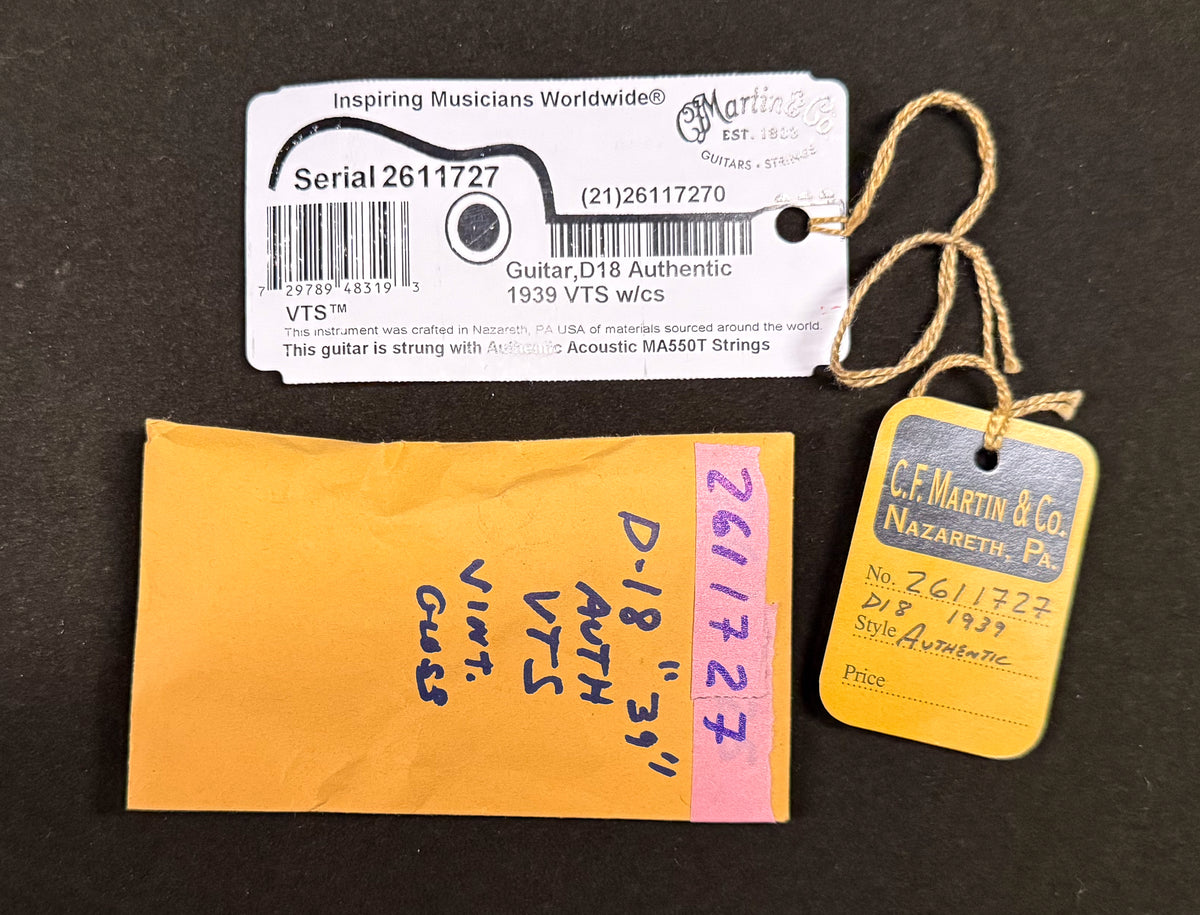 Inspiring Musicians Worldwide®
CF Martin & Co
EST. 1833
GUITARS • STRINGS
Serial 2611727
(21)26117270
7 29789 48319 3
Guitar,D18 Authentic
1939 VTS w/cs
VTS™
This instrument was crafted in Nazareth, PA USA of materials sourced around the world.
This guitar is strung with Authentic Acoustic MA550T Strings
C.F. MARTIN & CO.
NAZARETH, PA.
No. 2611727
D18 1939
Style AUTHENTIC
Price
2611727
D-18 "39"
AUTH
VTS
VINT.
GLOSS